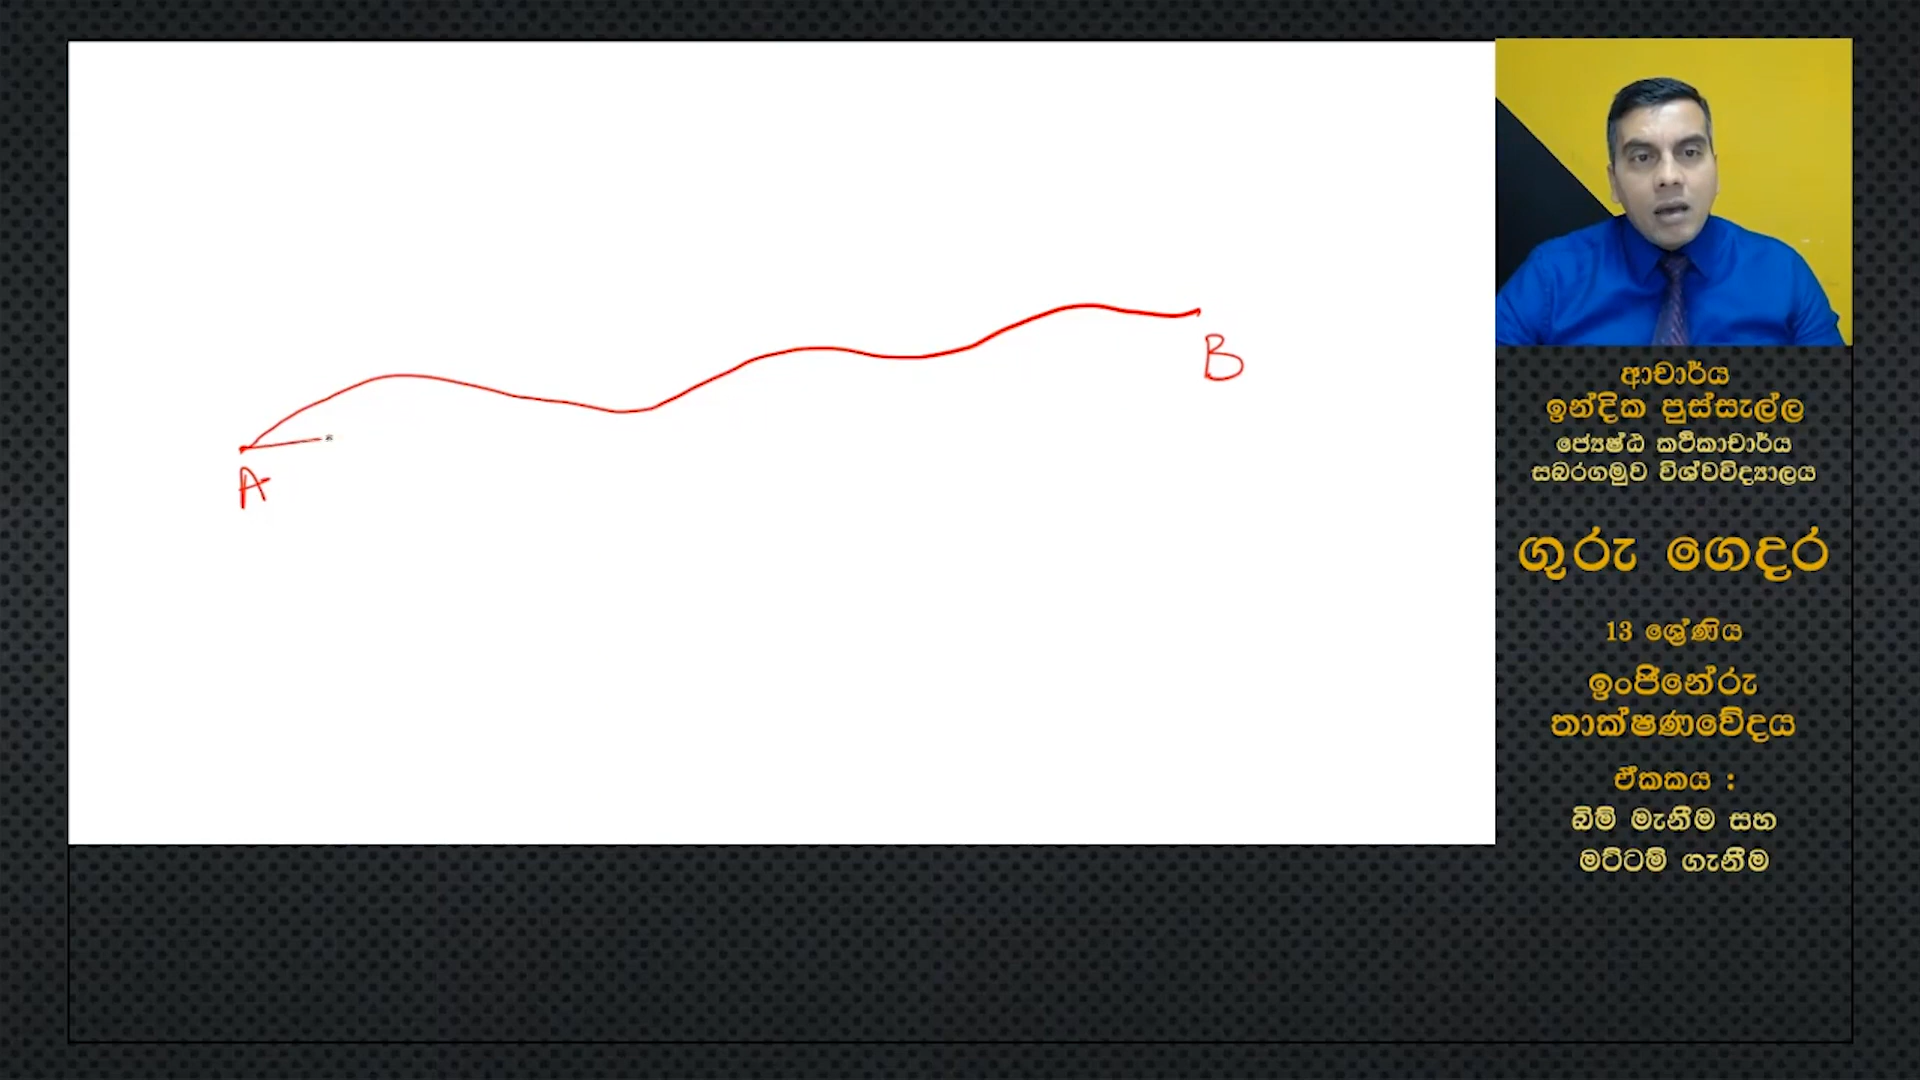 A
B
ආචාර්ය
ඉන්දික පුස්සැල්ල
ජ්‍යෙෂ්ඨ කථිකාචාර්ය
සබරගමුව විශ්වවිද්‍යාලය
ගුරු ගෙදර
13 ශ්‍රේණිය
ඉංජිනේරු
තාක්ෂණවේදය
ඒකකය :
බිම් මැනීම සහ
මට්ටම් ගැනීම